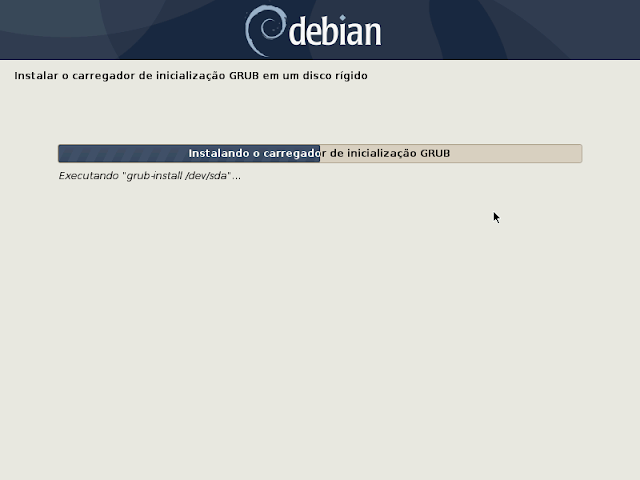 debian
Instalar o carregador de inicialização GRUB em um disco rígido
Instalando o carregador de inicialização GRUB
Executando "grub-install /dev/sda"...